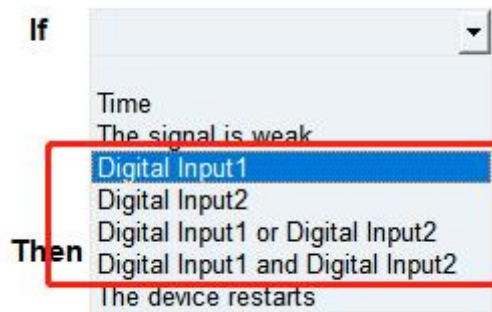 If
Time
The signal is weak
Digital Input1
Digital Input2
Digital Input1 or Digital Input2
Then
Digital Input1 and Digital Input2
The device restarts